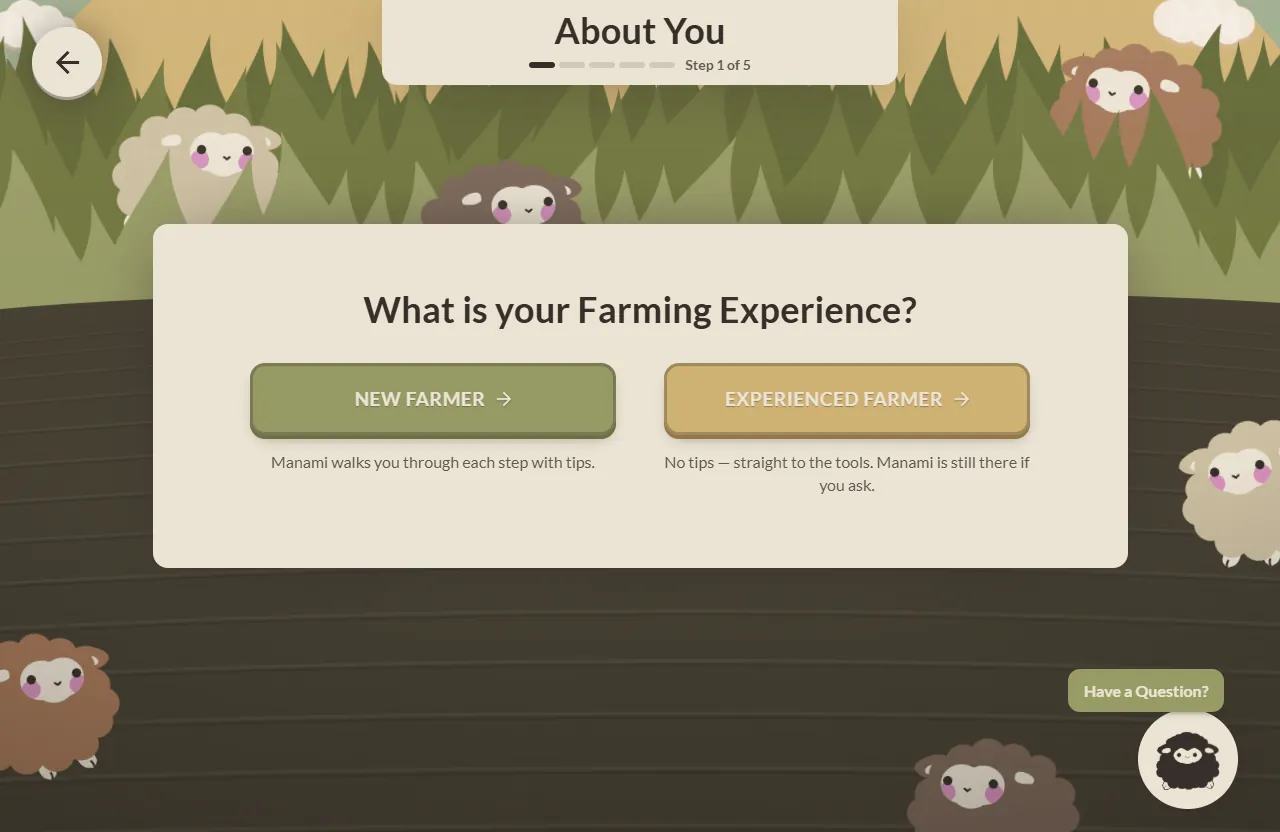 About You
Step 1 of 5
What is your Farming Experience?
NEW FARMER →
EXPERIENCED FARMER →
Manami walks you through each step with tips.
No tips — straight to the tools. Manami is still there if
you ask.
Have a Question?